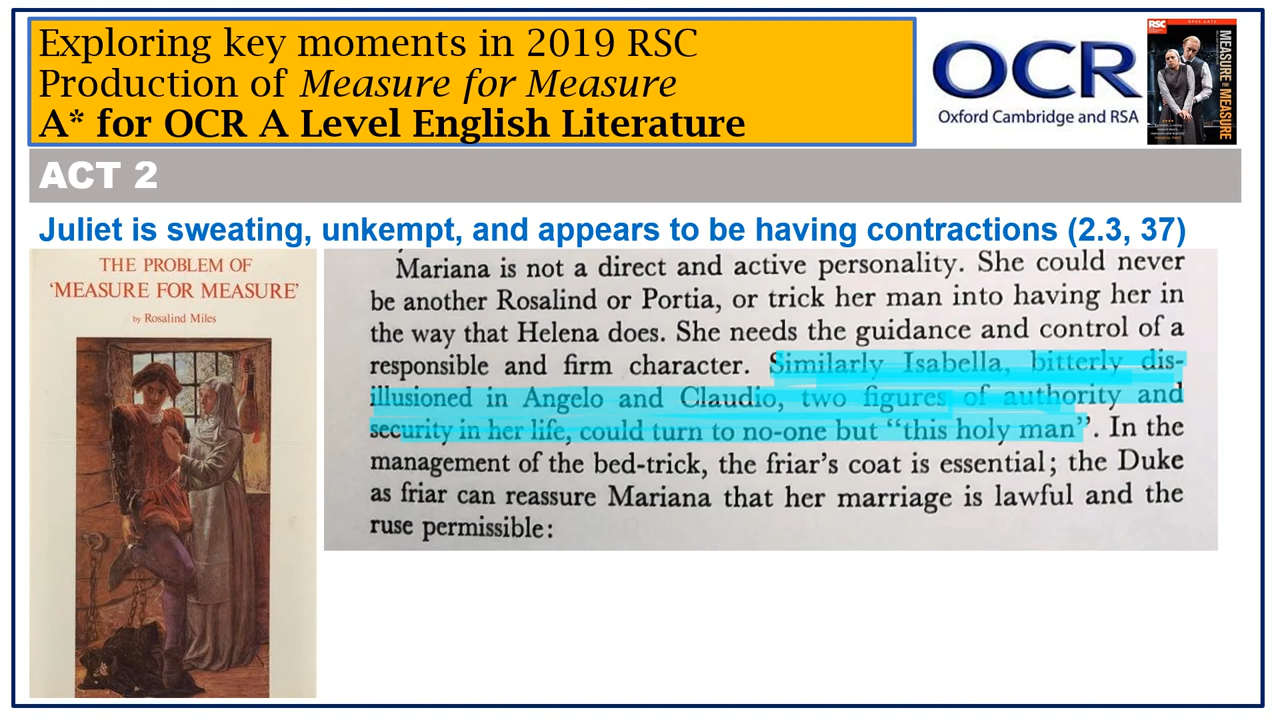 Exploring key moments in 2019 RSC
Production of Measure for Measure
A* for OCR A Level English Literature
OCR
Oxford Cambridge and RSA
RSC
MEASURE FOR MEASURE
ACT 2
Juliet is sweating, unkempt, and appears to be having contractions (2.3, 37)
THE PROBLEM OF
‘MEASURE FOR MEASURE’
by Rosalind Miles
Mariana is not a direct and active personality. She could never
be another Rosalind or Portia, or trick her man into having her in
the way that Helena does. She needs the guidance and control of a
responsible and firm character. Similarly Isabella, bitterly dis-
illusioned in Angelo and Claudio, two figures of authority and
security in her life, could turn to no-one but “this holy man”. In the
management of the bed-trick, the friar’s coat is essential; the Duke
as friar can reassure Mariana that her marriage is lawful and the
ruse permissible: